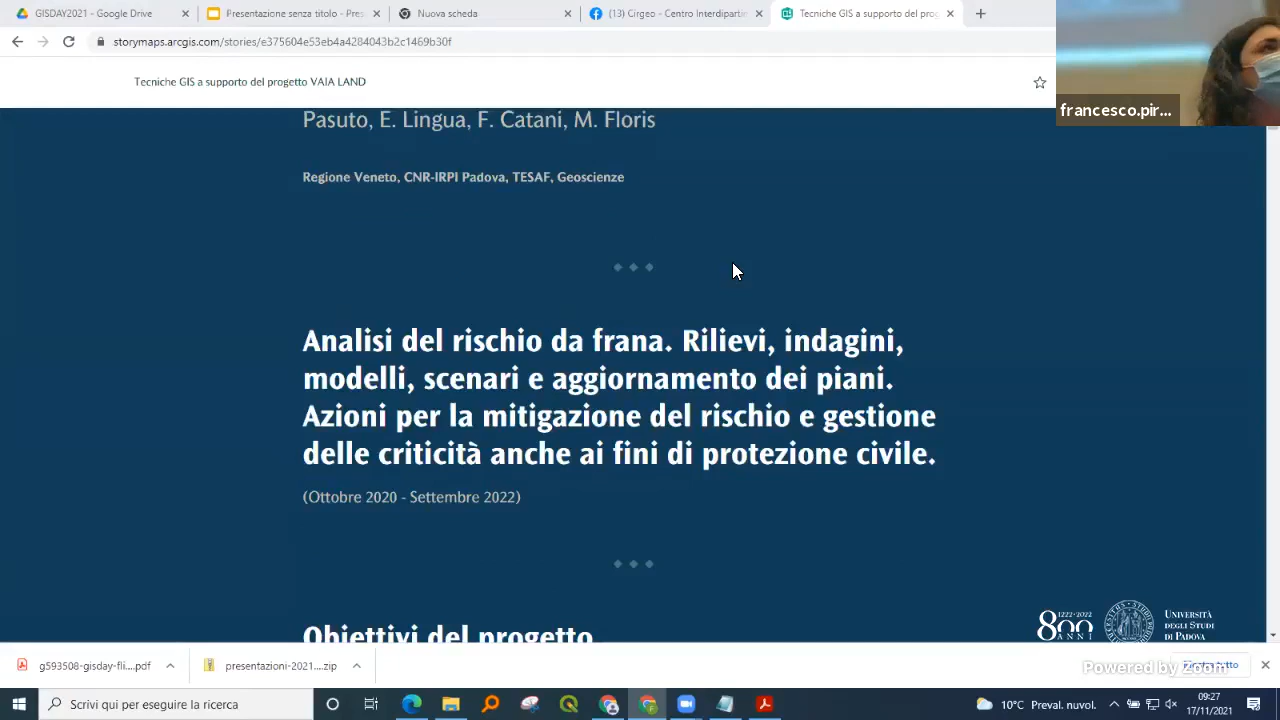 GISDAY2021 - Google Drive
Presentazione senza titolo - Pres
Nuova scheda
(13) Cirgeo - Centro Interdipartim
Tecniche GIS a supporto del prog
storymaps.arcgis.com/stories/e375604e53eb4a4284043b2c1469b30f
Tecniche GIS a supporto del progetto VAIA LAND
francesco.pir...
Pasuto, E. Lingua, F. Catani, M. Floris
Regione Veneto, CNR-IRPI Padova, TESAF, Geoscienze
Analisi del rischio da frana. Rilievi, indagini,
modelli, scenari e aggiornamento dei piani.
Azioni per la mitigazione del rischio e gestione
delle criticità anche ai fini di protezione civile.
(Ottobre 2020 - Settembre 2022)
Obiettivi del progetto
1222·2022
800
ANNI
UNIVERSITÀ
DEGLI STUDI
DI PADOVA
g593508-gisday-fli....pdf
presentazioni-2021....zip
Powered by Zoom
Scrivi qui per eseguire la ricerca
10°C Preval. nuvol.
09:27
17/11/2021